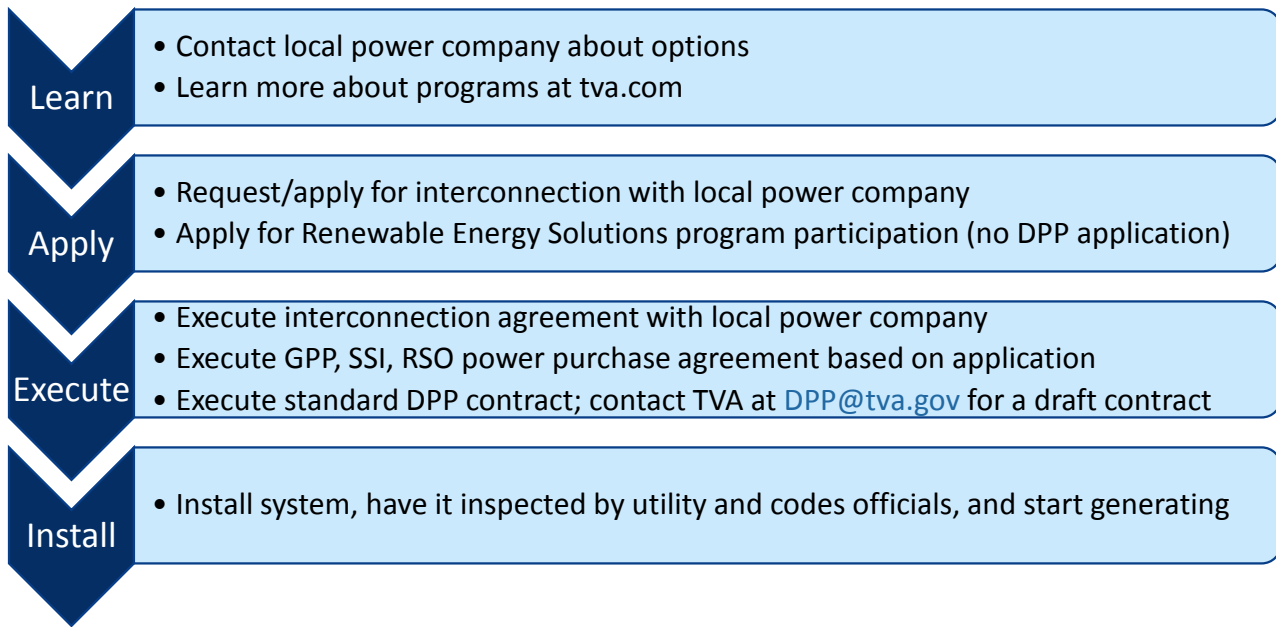 Learn
• Contact local power company about options
• Learn more about programs at tva.com
Apply
• Request/apply for interconnection with local power company
• Apply for Renewable Energy Solutions program participation (no DPP application)
Execute
• Execute interconnection agreement with local power company
• Execute GPP, SSI, RSO power purchase agreement based on application
• Execute standard DPP contract; contact TVA at DPP@tva.gov for a draft contract
Install
• Install system, have it inspected by utility and codes officials, and start generating